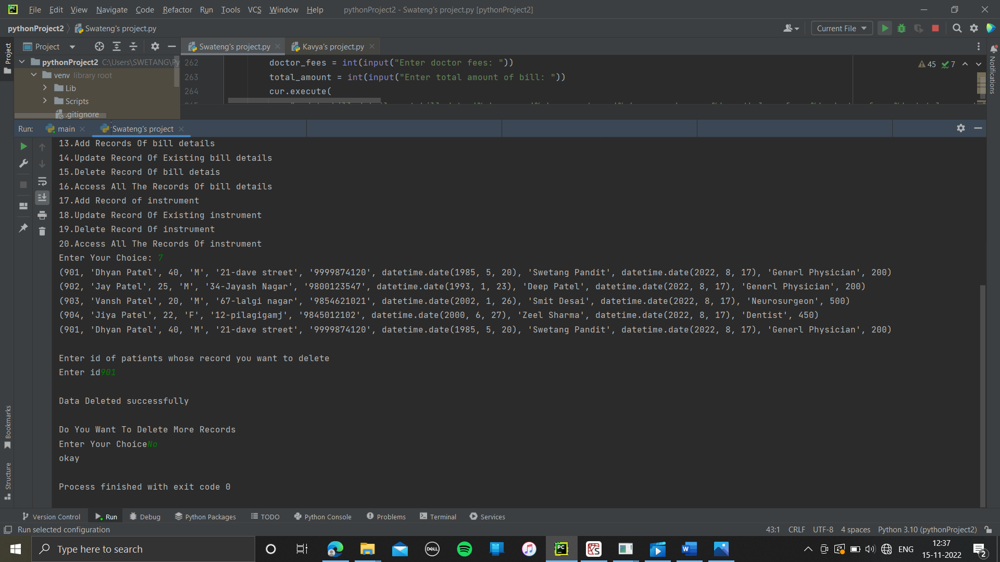 File Edit View Navigate Code Refactor Run Tools VCS Window Help pythonProject2 - Swateng's project.py [pythonProject2]
pythonProject2 Swateng's project.py Current File
Project Swateng's project.py Kavya's project.py
Project
pythonProject2 C:\Users\SWETANG\Py
venv library root
Lib
Scripts
.gitignore
262 doctor_fees = int(input("Enter doctor fees: "))
263 total_amount = int(input("Enter total amount of bill: "))
264 cur.execute(
45 7
Notifications
Run: main Swateng's project
13.Add Records Of bill details
14.Update Record Of Existing bill details
15.Delete Record Of bill detais
16.Access All The Records Of bill details
17.Add Record of instrument
18.Update Record Of Existing instrument
19.Delete Record Of instrument
20.Access All The Records Of instrument
Enter Your Choice: 7
(901, 'Dhyan Patel', 40, 'M', '21-dave street', '9999874120', datetime.date(1985, 5, 20), 'Swetang Pandit', datetime.date(2022, 8, 17), 'Generl Physician', 200)
(902, 'Jay Patel', 25, 'M', '34-Jayash Nagar', '9800123547', datetime.date(1993, 1, 23), 'Deep Patel', datetime.date(2022, 8, 17), 'Generl Physician', 200)
(903, 'Vansh Patel', 20, 'M', '67-lalgi nagar', '9854621021', datetime.date(2002, 1, 26), 'Smit Desai', datetime.date(2022, 8, 17), 'Neurosurgeon', 500)
(904, 'Jiya Patel', 22, 'F', '12-pilagigamj', '9845012102', datetime.date(2000, 6, 27), 'Zeel Sharma', datetime.date(2022, 8, 17), 'Dentist', 450)
(901, 'Dhyan Patel', 40, 'M', '21-dave street', '9999874120', datetime.date(1985, 5, 20), 'Swetang Pandit', datetime.date(2022, 8, 17), 'Generl Physician', 200)
Enter id of patients whose record you want to delete
Enter id901
Data Deleted successfully
Do You Want To Delete More Records
Enter Your ChoiceNo
okay
Process finished with exit code 0
Bookmarks
Structure
Version Control Run Debug Python Packages TODO Python Console Problems Terminal Services
Run selected configuration 43:1 CRLF UTF-8 4 spaces Python 3.10 (pythonProject2)
Type here to search DELL PC W ENG 12:37
15-11-2022 2